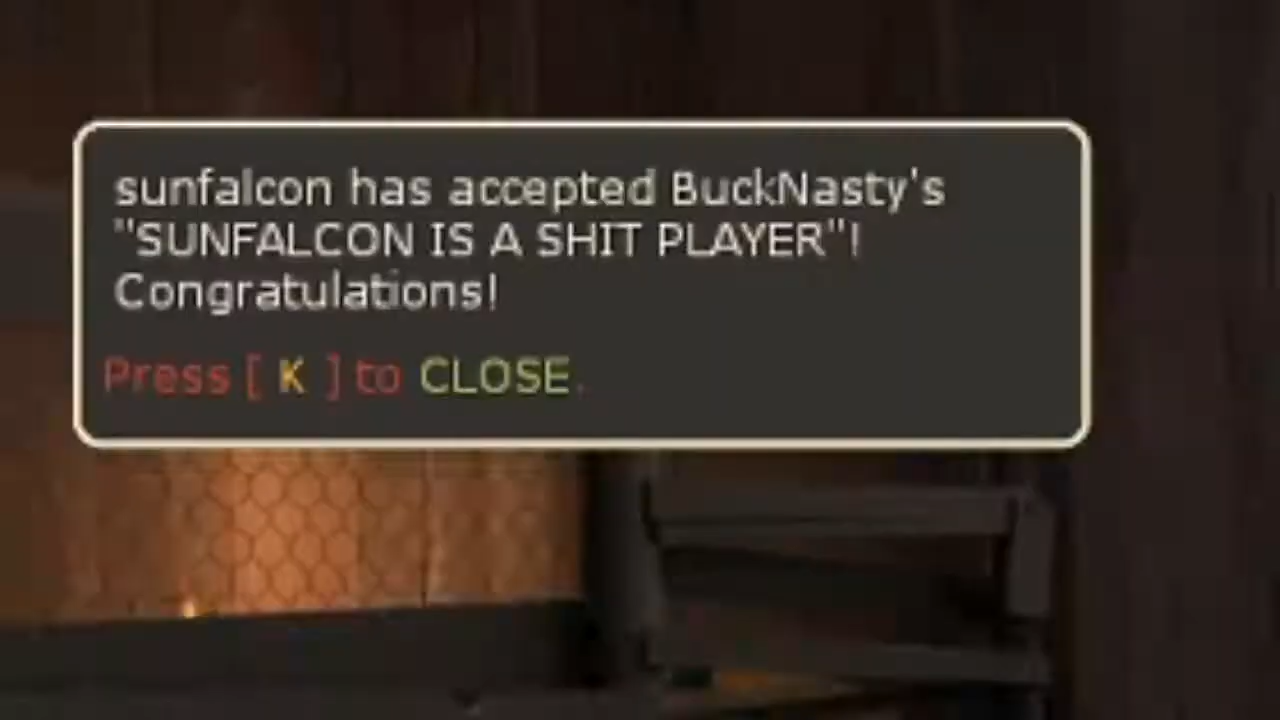 sunfalcon has accepted BuckNasty's
"SUNFALCON IS A SHIT PLAYER"!
Congratulations!
Press [ K ] to CLOSE.